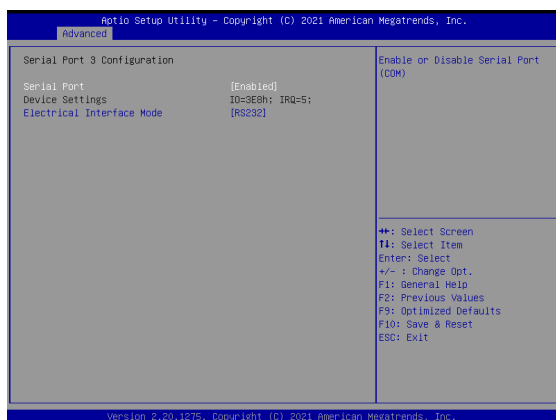 Aptio Setup Utility – Copyright (C) 2021 American Megatrends, Inc.
Advanced
Serial Port 3 Configuration
Serial Port [Enabled]
Device Settings IO=3E8h; IRQ=5;
Electrical Interface Mode [RS232]
Enable or Disable Serial Port
(COM)
→←: Select Screen
↑↓: Select Item
Enter: Select
+/- : Change Opt.
F1: General Help
F2: Previous Values
F9: Optimized Defaults
F10: Save & Reset
ESC: Exit
Version 2.20.1275. Copyright (C) 2021 American Megatrends, Inc.